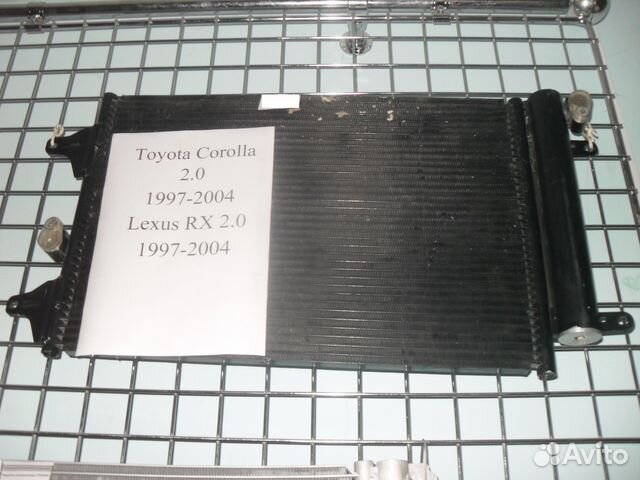 Toyota Corolla
2.0
1997-2004
Lexus RX 2.0
1997-2004
Avito